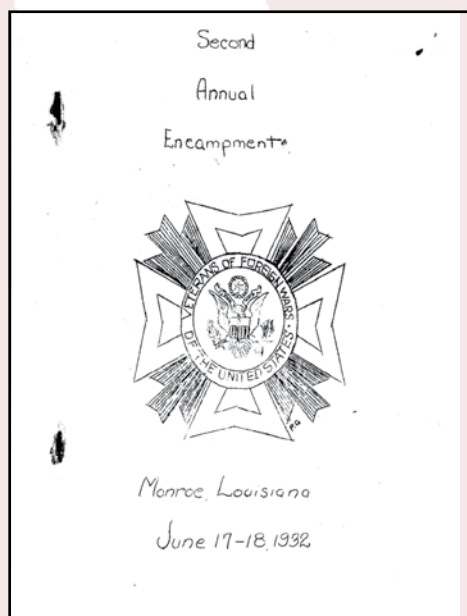 Second
Annual
Encampment
VETERANS OF FOREIGN WARS
OF THE UNITED STATES
P.G
Monroe, Louisiana
June 17-18, 1932